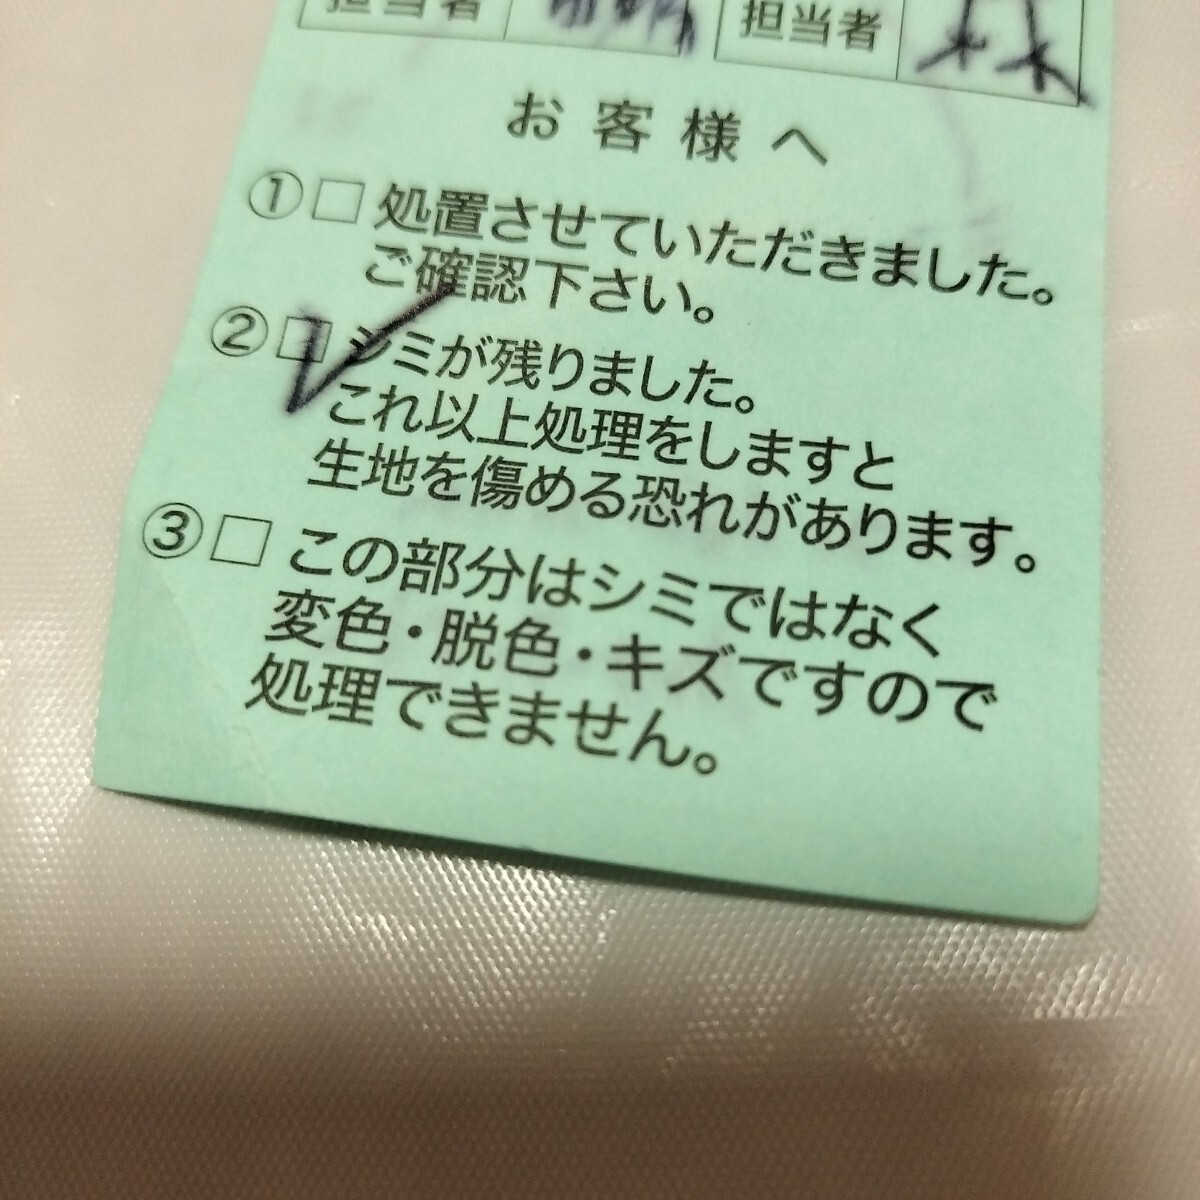 担当者 担当者 森
お客様へ
①□ 処置させていただきました。
ご確認下さい。
②□ シミが残りました。
これ以上処理をしますと
生地を傷める恐れがあります。
③□ この部分はシミではなく
変色・脱色・キズですので
処理できません。